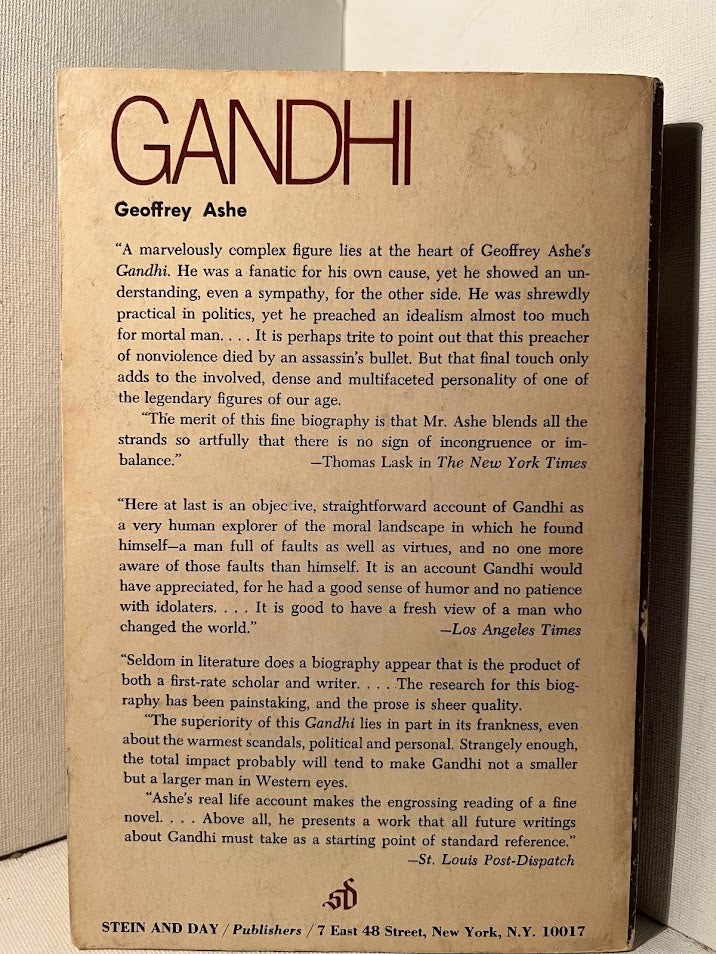 GANDHI
Geoffrey Ashe
“A marvelously complex figure lies at the heart of Geoffrey Ashe’s
Gandhi. He was a fanatic for his own cause, yet he showed an un-
derstanding, even a sympathy, for the other side. He was shrewdly
practical in politics, yet he preached an idealism almost too much
for mortal man. . . . It is perhaps trite to point out that this preacher
of nonviolence died by an assassin’s bullet. But that final touch only
adds to the involved, dense and multifaceted personality of one of
the legendary figures of our age.
“The merit of this fine biography is that Mr. Ashe blends all the
strands so artfully that there is no sign of incongruence or im-
balance.” —Thomas Lask in The New York Times
“Here at last is an objec ive, straightforward account of Gandhi as
a very human explorer of the moral landscape in which he found
himself—a man full of faults as well as virtues, and no one more
aware of those faults than himself. It is an account Gandhi would
have appreciated, for he had a good sense of humor and no patience
with idolaters. . . . It is good to have a fresh view of a man who
changed the world.” —Los Angeles Times
“Seldom in literature does a biography appear that is the product of
both a first-rate scholar and writer. . . . The research for this biog-
raphy has been painstaking, and the prose is sheer quality.
“The superiority of this Gandhi lies in part in its frankness, even
about the warmest scandals, political and personal. Strangely enough,
the total impact probably will tend to make Gandhi not a smaller
but a larger man in Western eyes.
“Ashe’s real life account makes the engrossing reading of a fine
novel. . . . Above all, he presents a work that all future writings
about Gandhi must take as a starting point of standard reference.”
—St. Louis Post-Dispatch
sd
STEIN AND DAY / Publishers / 7 East 48 Street, New York, N.Y. 10017